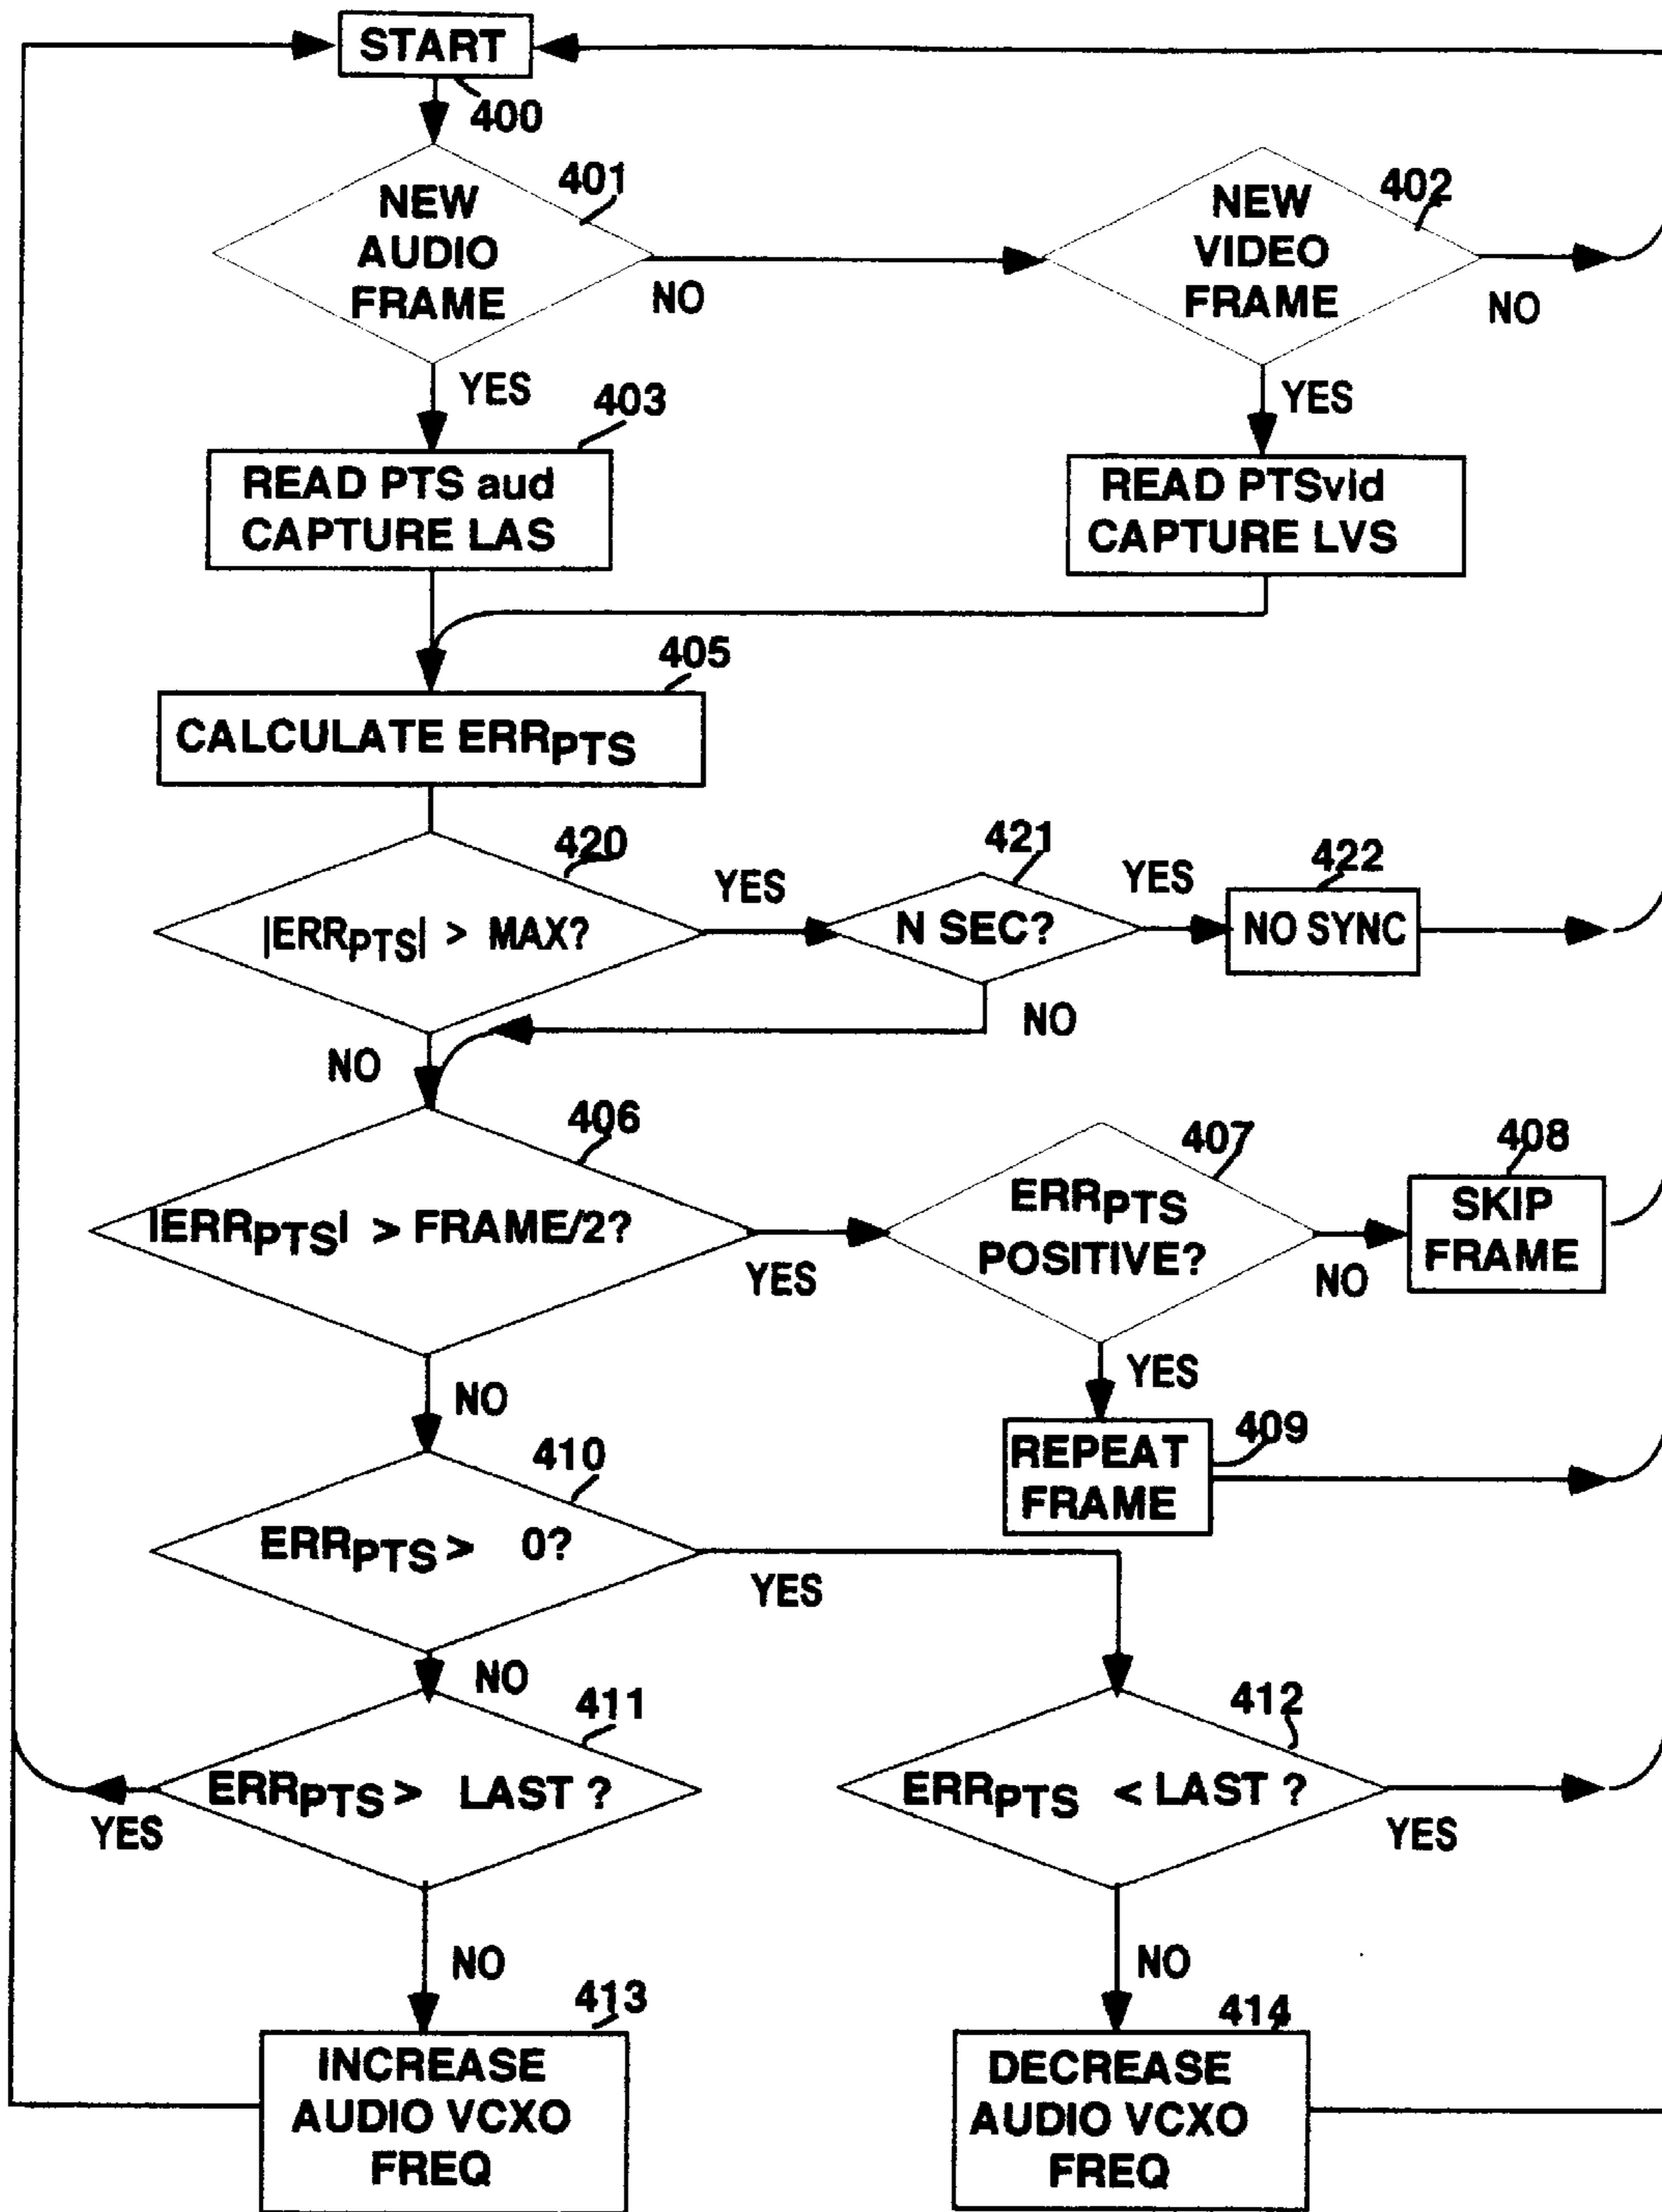 START
400
NEW
AUDIO
FRAME
401
NO
NEW
VIDEO
FRAME
402
NO
YES
403
YES
READ PTS aud
CAPTURE LAS
READ PTSvid
CAPTURE LVS
405
CALCULATE ERRPTS
420
|ERRPTS| > MAX?
YES
421
N SEC?
YES
422
NO SYNC
NO
NO
406
|ERRPTS| > FRAME/2?
YES
407
ERRPTS
POSITIVE?
NO
408
SKIP
FRAME
NO
YES
409
REPEAT
FRAME
410
ERRPTS > 0?
YES
NO
411
ERRPTS > LAST ?
YES
412
ERRPTS < LAST ?
YES
NO
NO
413
INCREASE
AUDIO VCXO
FREQ
414
DECREASE
AUDIO VCXO
FREQ